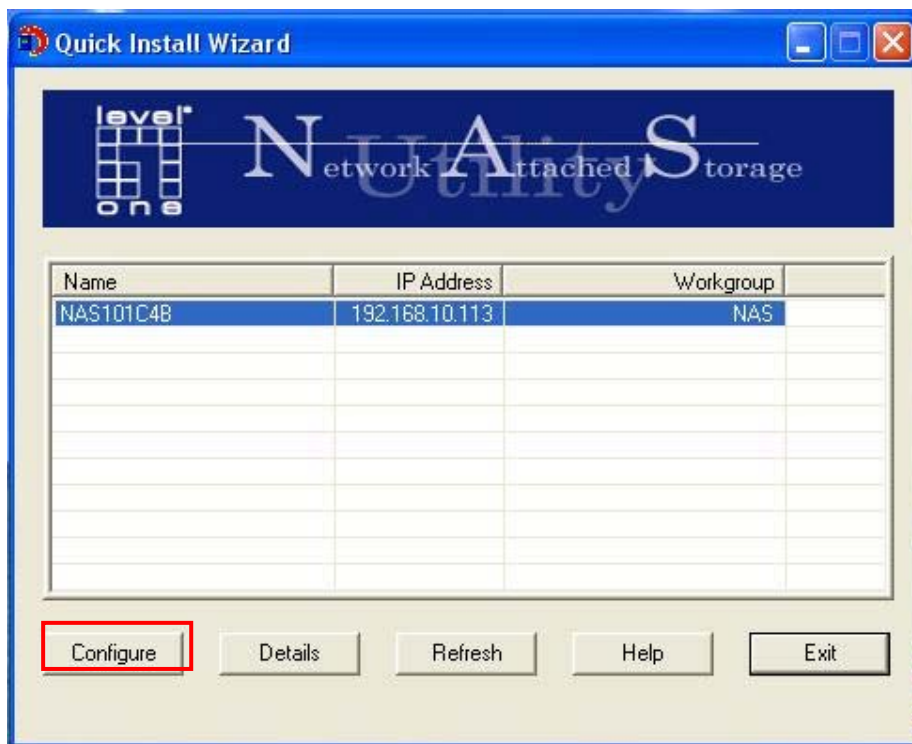 Quick Install Wizard
level
one
Network Attached Storage
Utility
Name IP Address Workgroup
NAS101C4B 192.168.10.113 NAS
Configure Details Refresh Help Exit